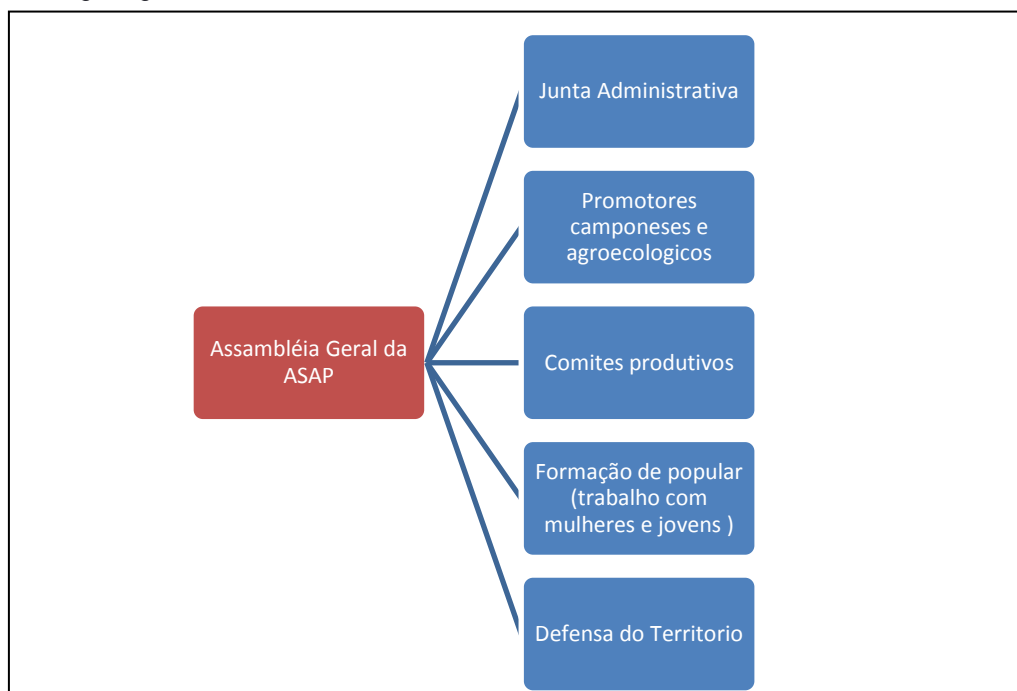 Junta Administrativa
Promotores
camponeses e
agroecologicos
Assambléia Geral da
ASAP
Comites produtivos
Formação de popular
(trabalho com
mulheres e jovens )
Defensa do Territorio